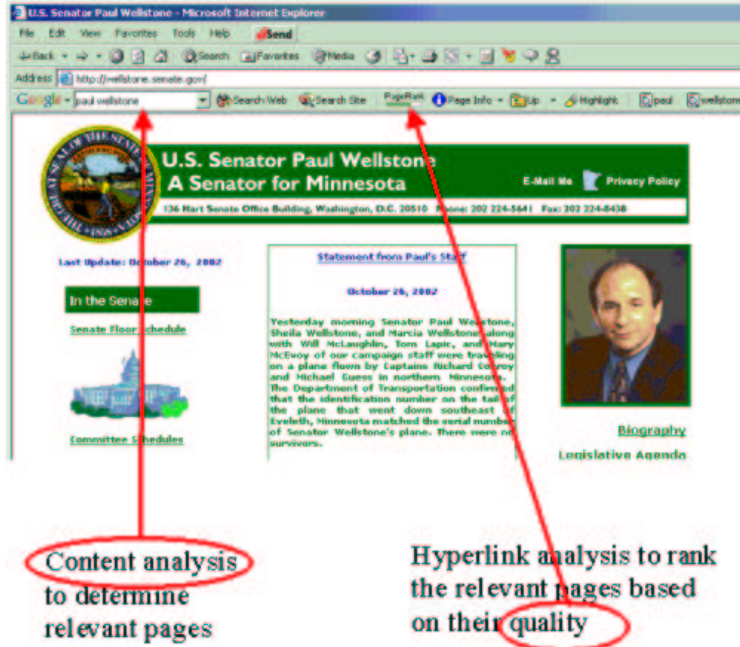 U.S. Senator Paul Wellstone - Microsoft Internet Explorer
File Edit View Favorites Tools Help Send
Back Search Favorites Media
Address http://wellstone.senate.gov/
Google paul wellstone Search Web Search Site PageRank Page Info Up Highlight paul wellstone
U.S. Senator Paul Wellstone
A Senator for Minnesota
E-Mail Me Privacy Policy
136 Hart Senate Office Building, Washington, D.C. 20510 Phone: 202 224-5641 Fax: 202 224-8438
Last Update: October 26, 2002
In the Senate
Senate Floor Schedule
Committee Schedules
Statement from Paul's Staff
October 26, 2002
Yesterday morning Senator Paul Wellstone,
Sheila Wellstone, and Marcia Wellstone along
with Will McLaughlin, Tom Lapic, and Mary
McEvoy of our campaign staff were traveling
on a plane flown by Captains Richard Conroy
and Michael Guess in northern Minnesota.
The Department of Transportation confirmed
that the identification number on the tail of
the plane that went down southeast of
Eveleth, Minnesota matched the serial number
of Senator Wellstone's plane. There were no
survivors.
Biography
Legislative Agenda
Content analysis
to determine
relevant pages
Hyperlink analysis to rank
the relevant pages based
on their quality